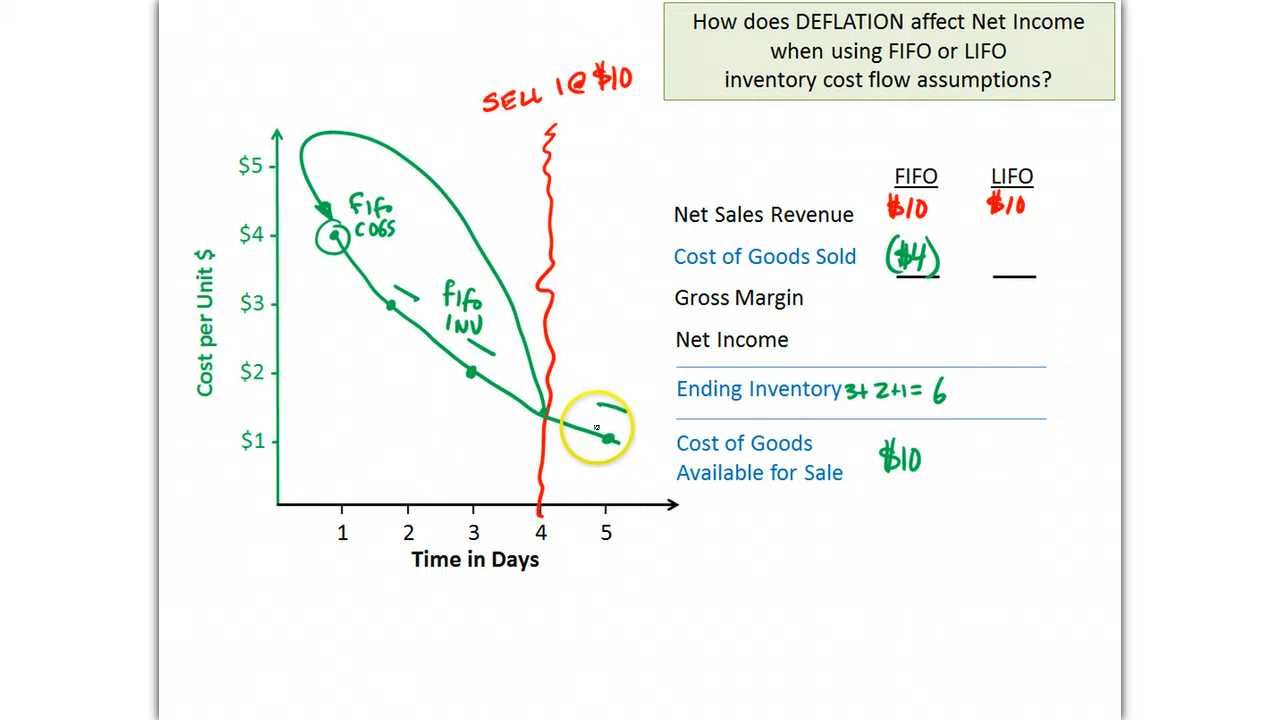 How does DEFLATION affect Net Income
when using FIFO or LIFO
inventory cost flow assumptions?
SELL 1@ $10
Cost per Unit $
$5
$4
$3
$2
$1
FIFO
COGS
FIFO
INV
1 2 3 4 5
Time in Days
FIFO LIFO
Net Sales Revenue $10 $10
Cost of Goods Sold ($4)
Gross Margin
Net Income
Ending Inventory 3+2+1= 6
Cost of Goods
Available for Sale $10